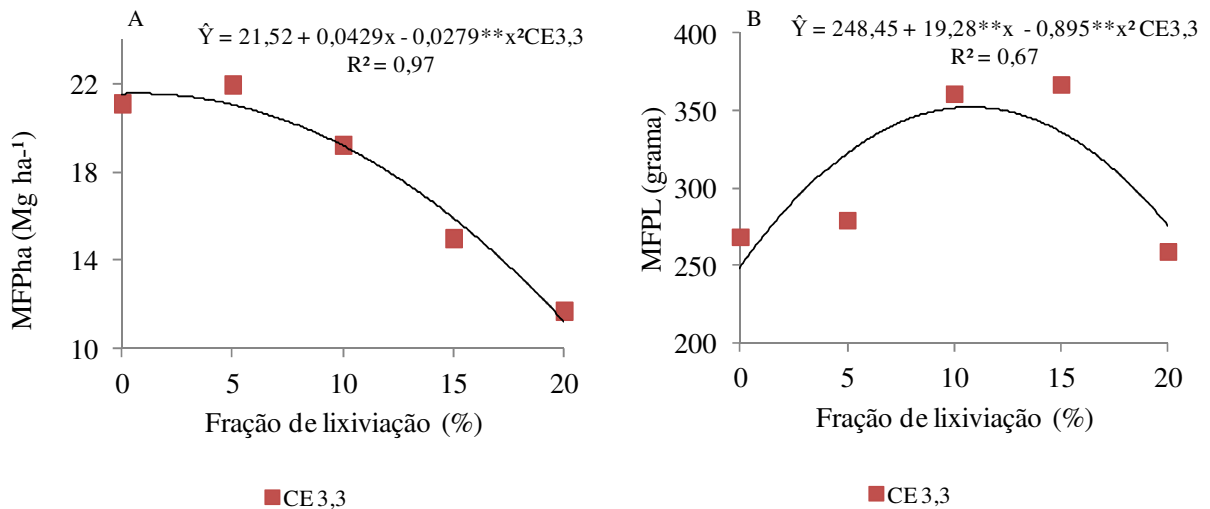 A
Ŷ = 21,52 + 0,0429x - 0,0279**x²CE3,3
R² = 0,97
22
18
14
10
MFPha (Mg ha-¹)
0 5 10 15 20
Fração de lixiviação (%)
CE 3,3
B
Ŷ = 248,45 + 19,28**x - 0,895**x² CE3,3
R² = 0,67
400
350
300
250
200
MFPL (grama)
0 5 10 15 20
Fração de lixiviação (%)
CE 3,3